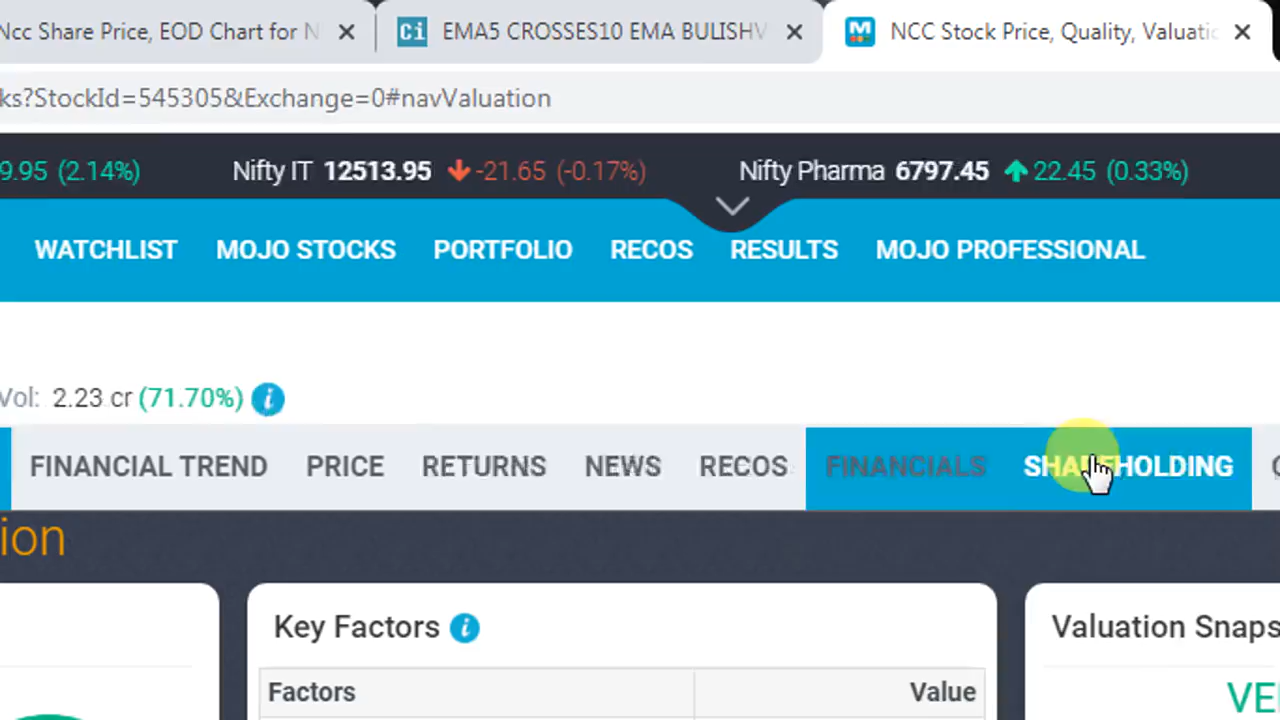 Ncc Share Price, EOD Chart for N
EMA5 CROSSES10 EMA BULISHV
NCC Stock Price, Quality, Valuatic
ks?StockId=545305&Exchange=0#navValuation
9.95 (2.14%) Nifty IT 12513.95 -21.65 (-0.17%) Nifty Pharma 6797.45 22.45 (0.33%)
WATCHLIST MOJO STOCKS PORTFOLIO RECOS RESULTS MOJO PROFESSIONAL
Vol: 2.23 cr (71.70%)
FINANCIAL TREND PRICE RETURNS NEWS RECOS FINANCIALS SHAREHOLDING
ion
Key Factors
Valuation Snaps
Factors Value
VE